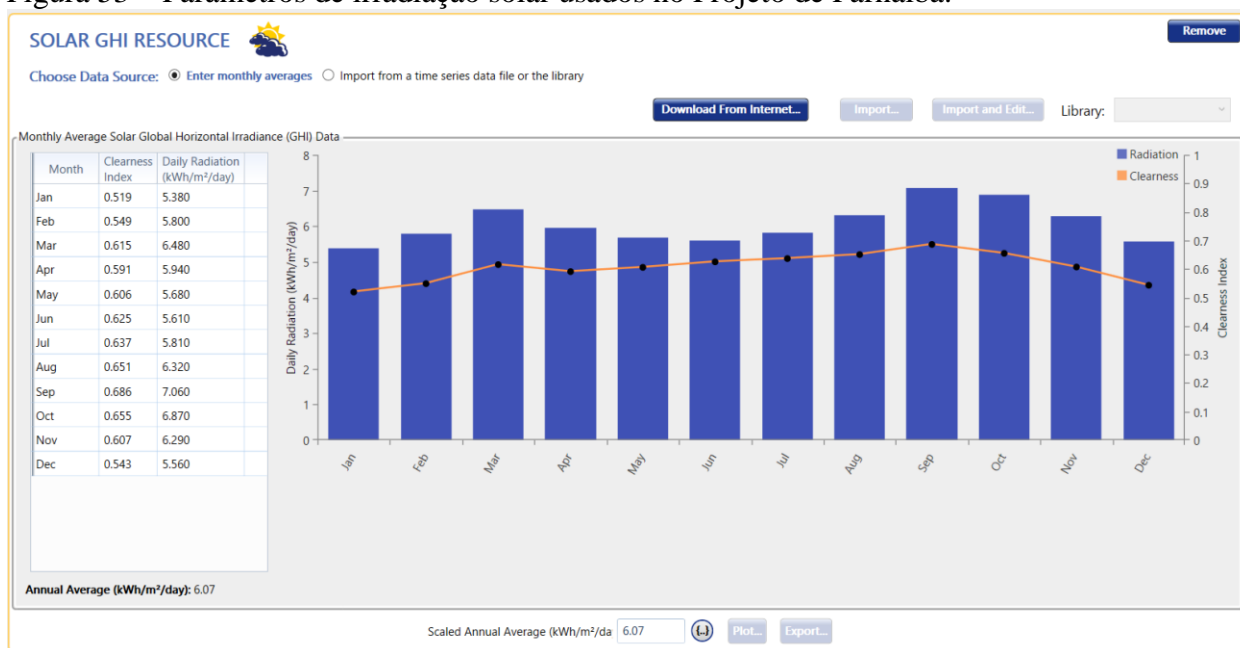 Figura 55 – Parâmetros de irradiação solar usados no Projeto de Parnaíba.
SOLAR GHI RESOURCE
Remove
Choose Data Source: Enter monthly averages Import from a time series data file or the library
Download From Internet... Import... Import and Edit... Library:
Monthly Average Solar Global Horizontal Irradiance (GHI) Data
Month Clearness Index Daily Radiation (kWh/m²/day)
Jan 0.519 5.380
Feb 0.549 5.800
Mar 0.615 6.480
Apr 0.591 5.940
May 0.606 5.680
Jun 0.625 5.610
Jul 0.637 5.810
Aug 0.651 6.320
Sep 0.686 7.060
Oct 0.655 6.870
Nov 0.607 6.290
Dec 0.543 5.560
Annual Average (kWh/m²/day): 6.07
Daily Radiation (kWh/m²/day)
8
7
6
5
4
3
2
1
0
Jan Feb Mar Apr May Jun Jul Aug Sep Oct Nov Dec
Radiation
Clearness
1
0.9
0.8
0.7
0.6
0.5
0.4
0.3
0.2
0.1
0
Clearness Index
Scaled Annual Average (kWh/m²/da 6.07 {..} Plot... Export...